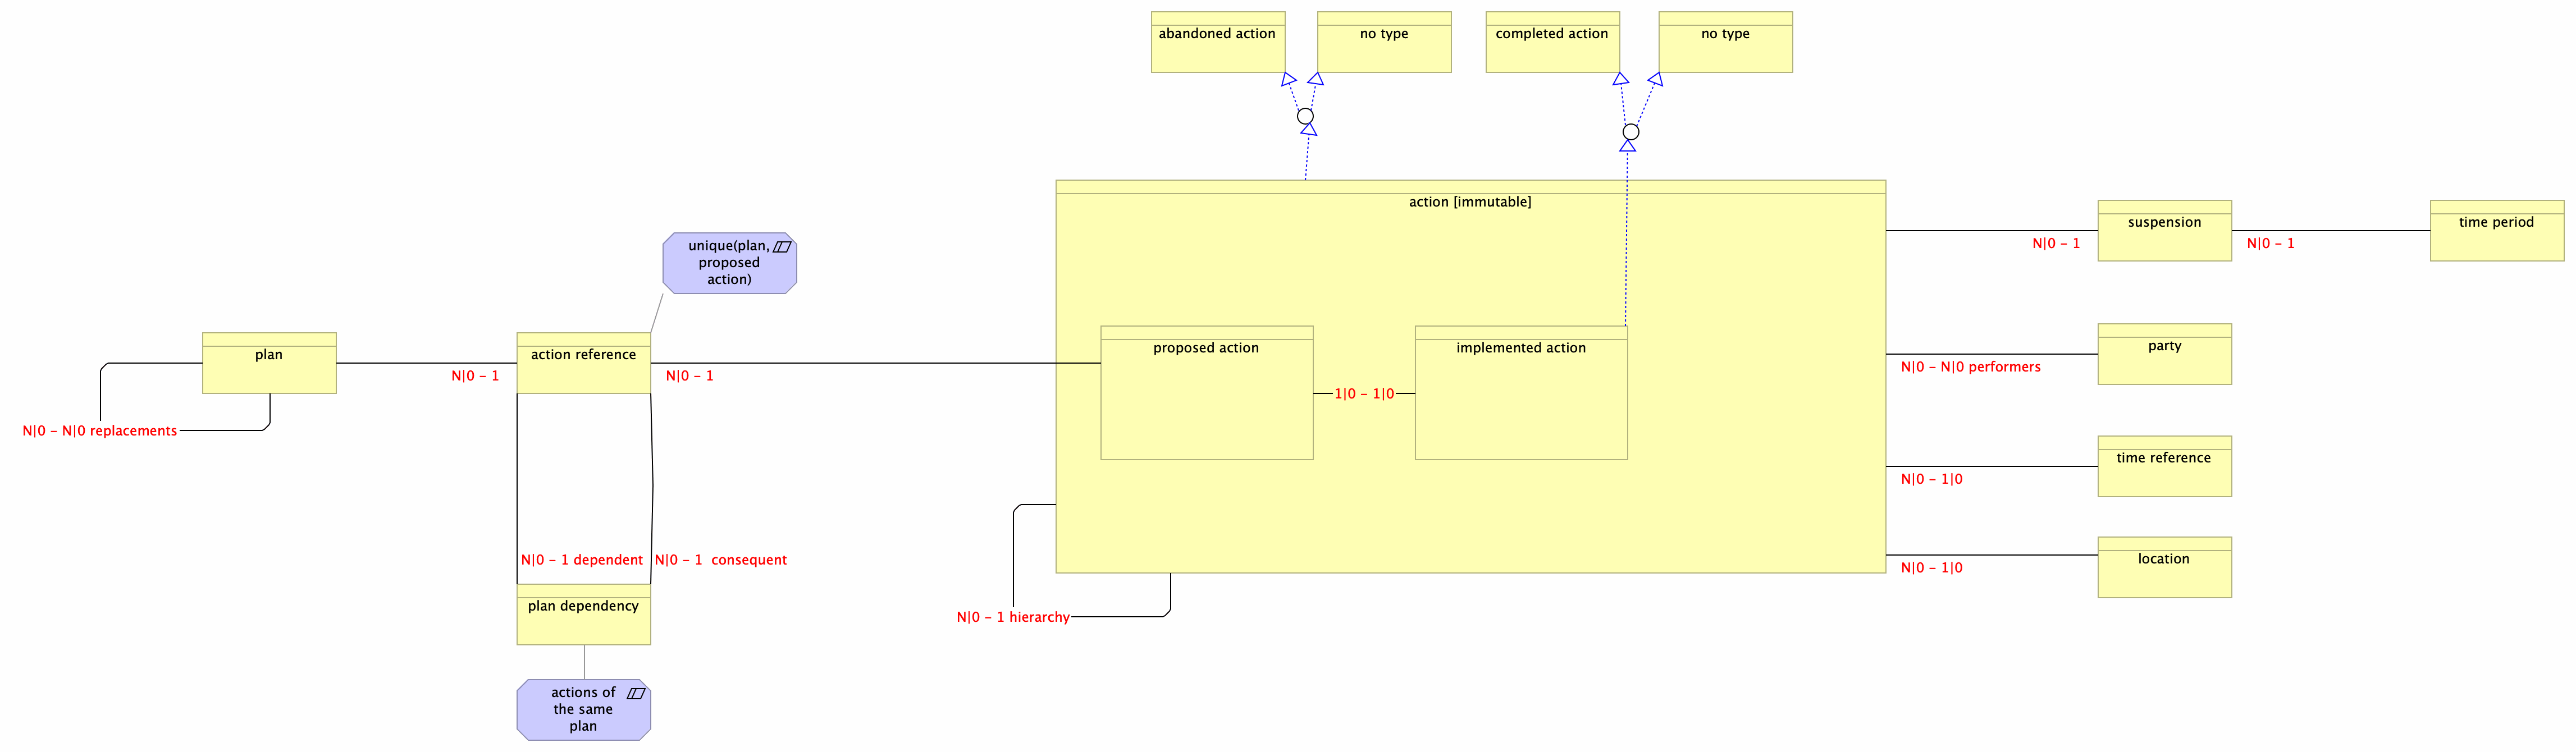 abandoned action
no type
completed action
no type
action [immutable]
suspension
time period
N|0 – 1
N|0 – 1
unique(plan,
proposed
action)
plan
action reference
proposed action
implemented action
party
N|0 – 1
N|0 – 1
1|0 – 1|0
N|0 – N|0 performers
N|0 – N|0 replacements
time reference
N|0 – 1|0
N|0 – 1 dependent
N|0 – 1  consequent
location
N|0 – 1|0
plan dependency
N|0 – 1 hierarchy
actions of
the same
plan